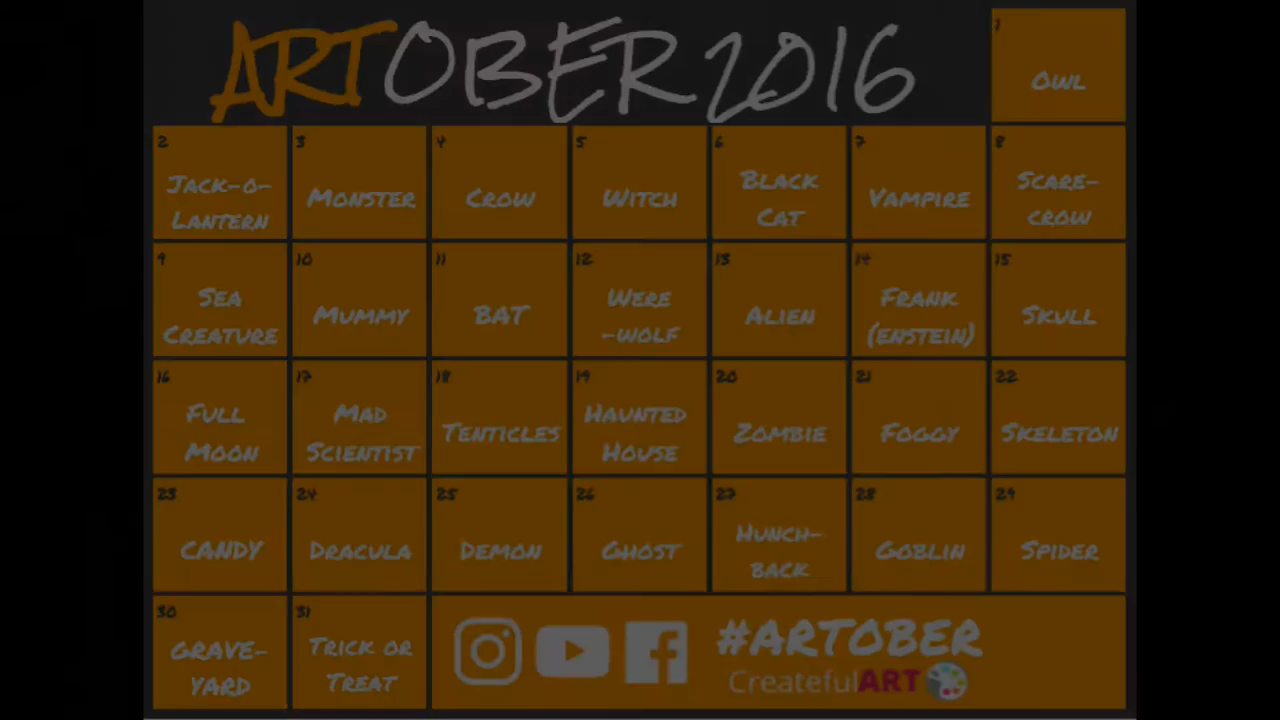 ARTOBER 2016
1
OWL
2
JACK-O-
LANTERN
3
MONSTER
4
CROW
5
WITCH
6
BLACK
CAT
7
VAMPIRE
8
SCARE-
CROW
9
SEA
CREATURE
10
MUMMY
11
BAT
12
WERE
-WOLF
13
ALIEN
14
FRANK
(ENSTEIN)
15
SKULL
16
FULL
MOON
17
MAD
SCIENTIST
18
TENTICLES
19
HAUNTED
HOUSE
20
ZOMBIE
21
FOGGY
22
SKELETON
23
CANDY
24
DRACULA
25
DEMON
26
GHOST
27
HUNCH-
BACK
28
GOBLIN
29
SPIDER
30
GRAVE-
YARD
31
TRICK OR
TREAT
#ARTOBER
CreatefulART